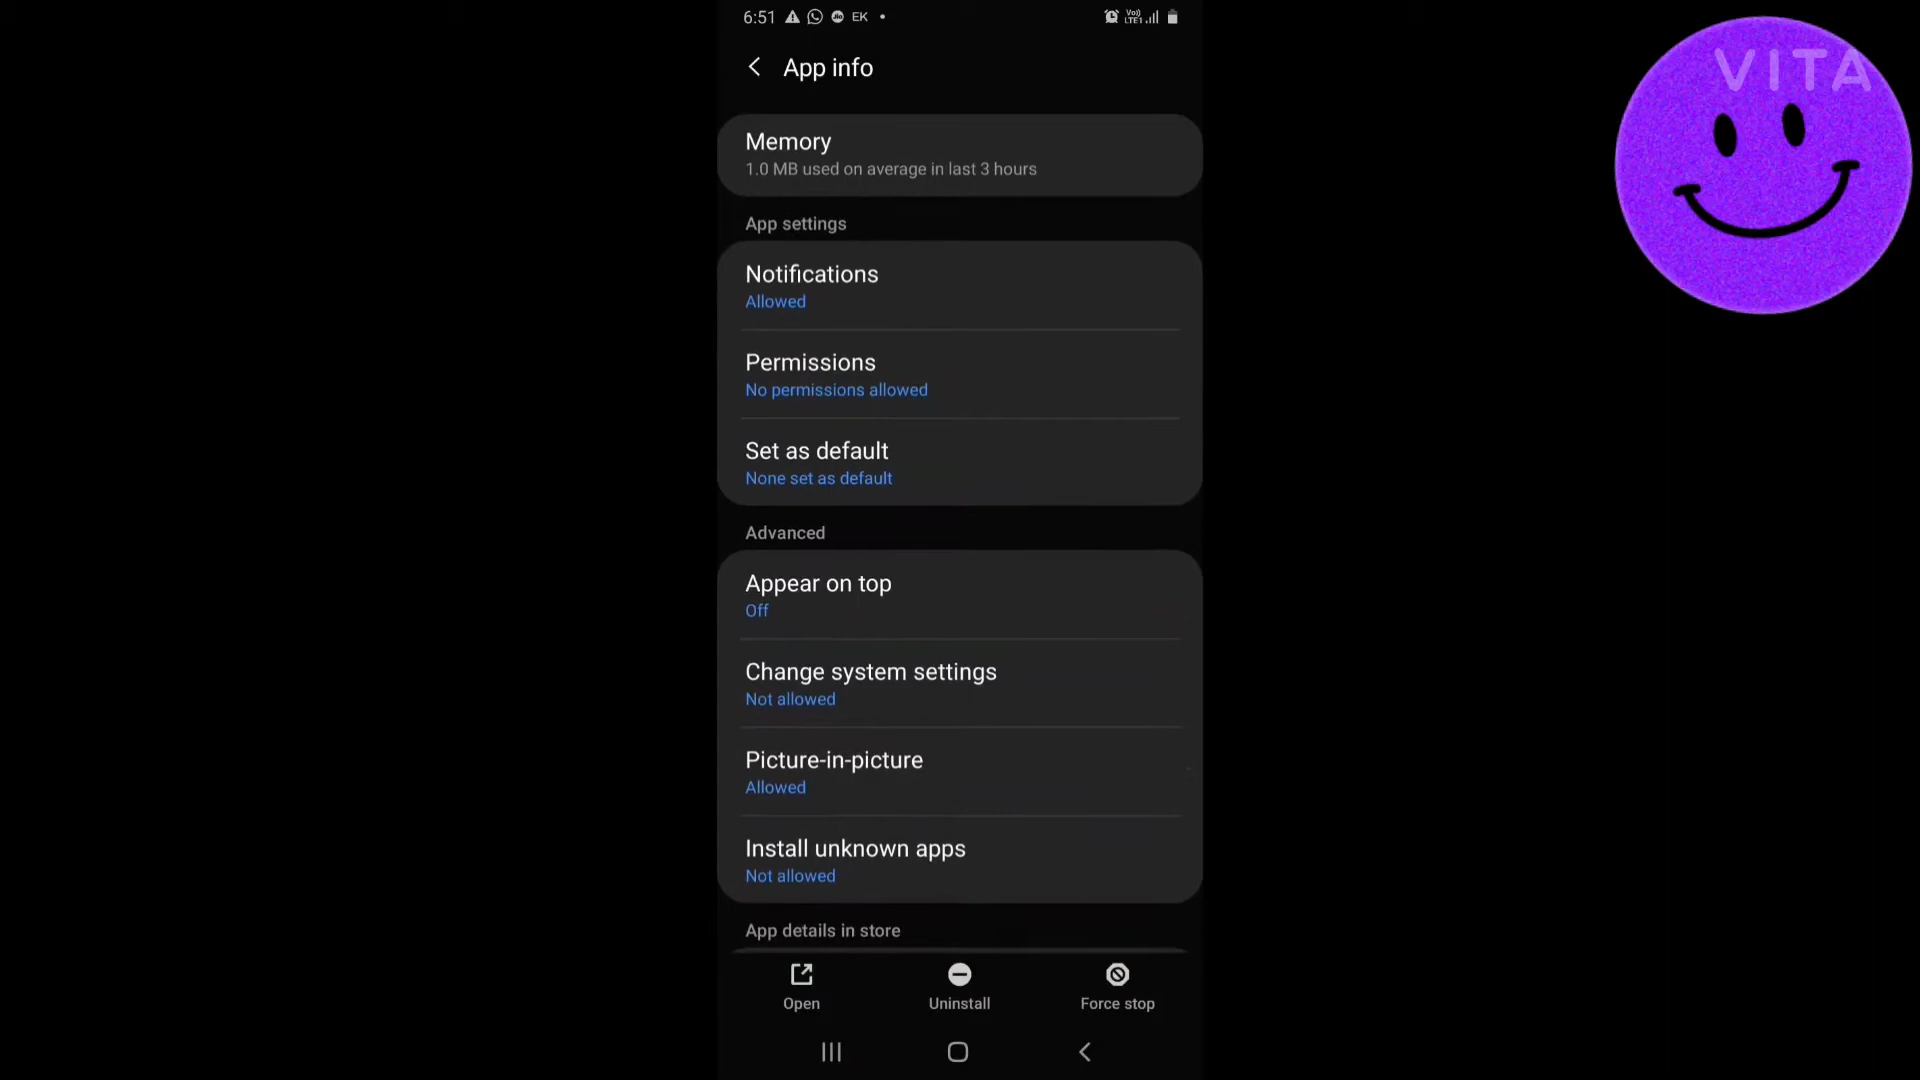 6:51 Jio EK
Vo)) LTE1
VITA
App info
Memory
1.0 MB used on average in last 3 hours
App settings
Notifications
Allowed
Permissions
No permissions allowed
Set as default
None set as default
Advanced
Appear on top
Off
Change system settings
Not allowed
Picture-in-picture
Allowed
Install unknown apps
Not allowed
App details in store
Open
Uninstall
Force stop